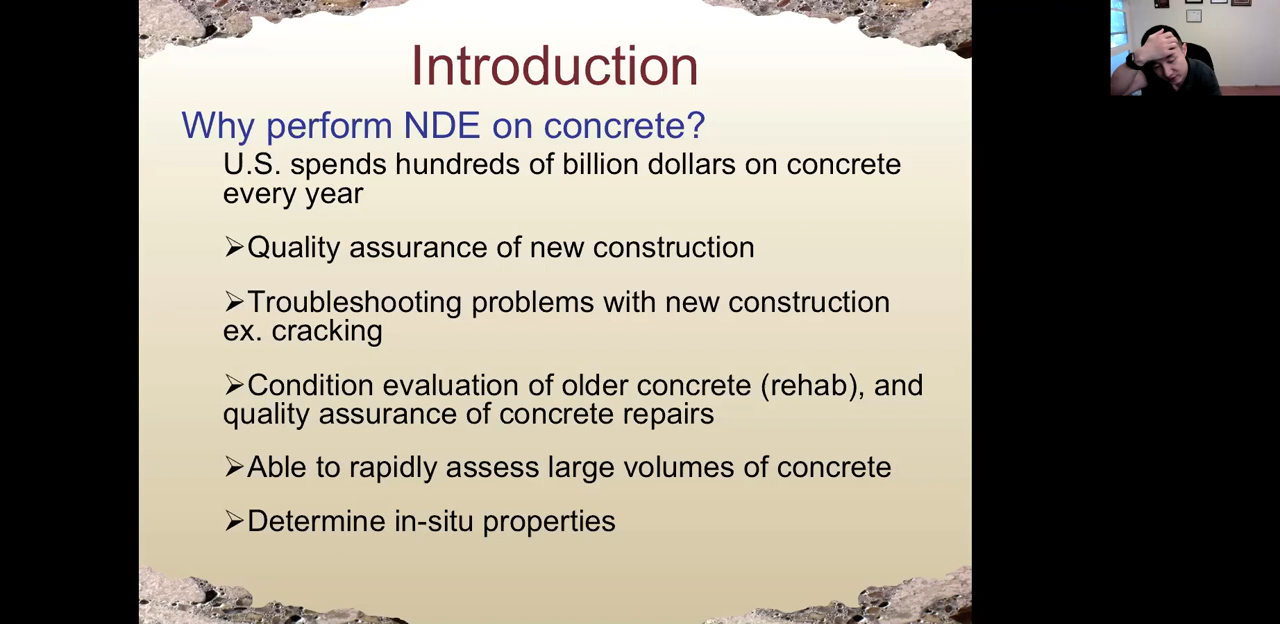 Introduction
Why perform NDE on concrete?
U.S. spends hundreds of billion dollars on concrete
every year
➢Quality assurance of new construction
➢Troubleshooting problems with new construction
ex. cracking
➢Condition evaluation of older concrete (rehab), and
quality assurance of concrete repairs
➢Able to rapidly assess large volumes of concrete
➢Determine in-situ properties